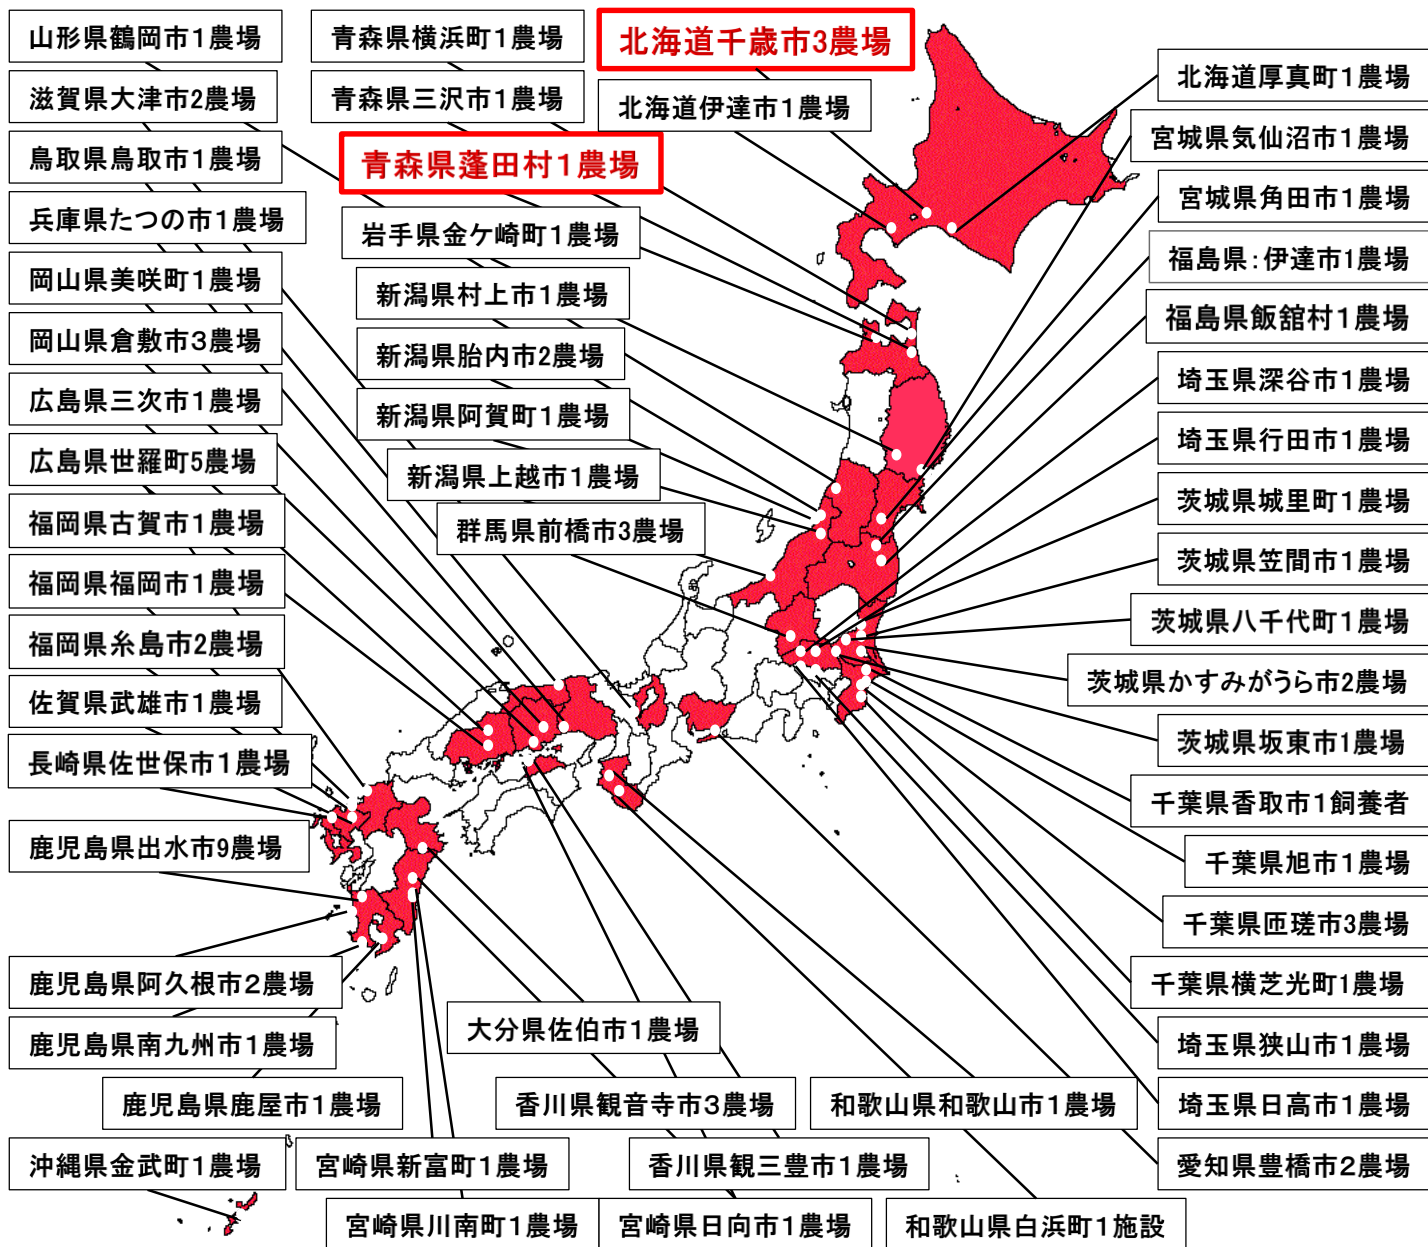 山形県鶴岡市1農場
青森県横浜町1農場
北海道千歳市3農場
滋賀県大津市2農場
青森県三沢市1農場
北海道伊達市1農場
北海道厚真町1農場
鳥取県鳥取市1農場
青森県蓬田村1農場
宮城県気仙沼市1農場
兵庫県たつの市1農場
岩手県金ケ崎町1農場
宮城県角田市1農場
岡山県美咲町1農場
新潟県村上市1農場
福島県:伊達市1農場
岡山県倉敷市3農場
新潟県胎内市2農場
福島県飯舘村1農場
広島県三次市1農場
新潟県阿賀町1農場
埼玉県深谷市1農場
広島県世羅町5農場
新潟県上越市1農場
埼玉県行田市1農場
福岡県古賀市1農場
群馬県前橋市3農場
茨城県城里町1農場
福岡県福岡市1農場
茨城県笠間市1農場
福岡県糸島市2農場
茨城県八千代町1農場
佐賀県武雄市1農場
茨城県かすみがうら市2農場
長崎県佐世保市1農場
茨城県坂東市1農場
千葉県香取市1飼養者
鹿児島県出水市9農場
千葉県旭市1農場
千葉県匝瑳市3農場
鹿児島県阿久根市2農場
千葉県横芝光町1農場
鹿児島県南九州市1農場
大分県佐伯市1農場
埼玉県狭山市1農場
鹿児島県鹿屋市1農場
香川県観音寺市3農場
和歌山県和歌山市1農場
埼玉県日高市1農場
沖縄県金武町1農場
宮崎県新富町1農場
香川県観三豊市1農場
愛知県豊橋市2農場
宮崎県川南町1農場
宮崎県日向市1農場
和歌山県白浜町1施設